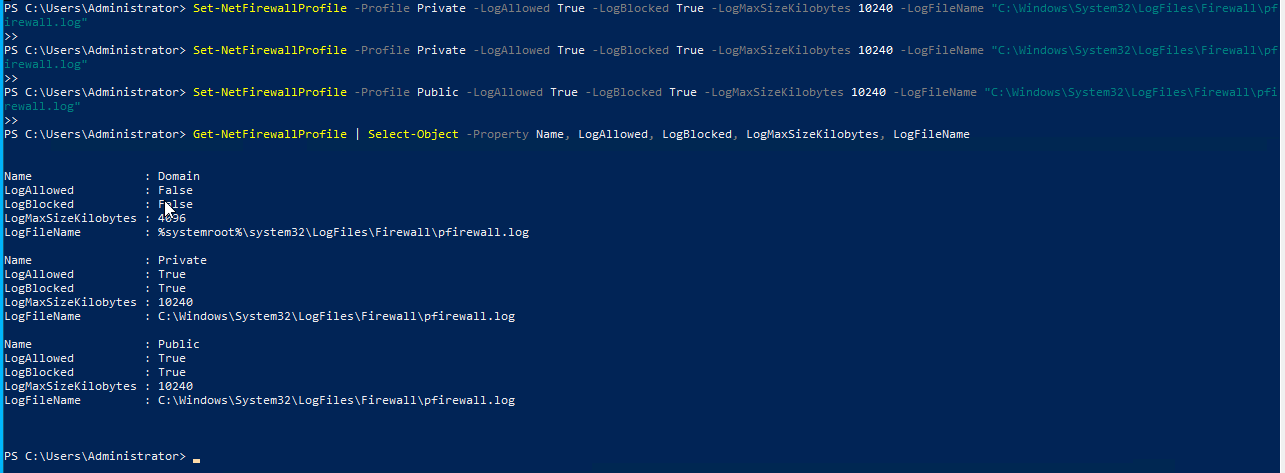 PS C:\Users\Administrator> Set-NetFirewallProfile -Profile Private -LogAllowed True -LogBlocked True -LogMaxSizeKilobytes 10240 -LogFileName "C:\Windows\System32\LogFiles\Firewall\pf
irewall.log"
>>
PS C:\Users\Administrator> Set-NetFirewallProfile -Profile Private -LogAllowed True -LogBlocked True -LogMaxSizeKilobytes 10240 -LogFileName "C:\Windows\System32\LogFiles\Firewall\pf
irewall.log"
>>
PS C:\Users\Administrator> Set-NetFirewallProfile -Profile Public -LogAllowed True -LogBlocked True -LogMaxSizeKilobytes 10240 -LogFileName "C:\Windows\System32\LogFiles\Firewall\pfi
rewall.log"
>>
PS C:\Users\Administrator> Get-NetFirewallProfile | Select-Object -Property Name, LogAllowed, LogBlocked, LogMaxSizeKilobytes, LogFileName
Name : Domain
LogAllowed : False
LogBlocked : False
LogMaxSizeKilobytes : 4096
LogFileName : %systemroot%\system32\LogFiles\Firewall\pfirewall.log
Name : Private
LogAllowed : True
LogBlocked : True
LogMaxSizeKilobytes : 10240
LogFileName : C:\Windows\System32\LogFiles\Firewall\pfirewall.log
Name : Public
LogAllowed : True
LogBlocked : True
LogMaxSizeKilobytes : 10240
LogFileName : C:\Windows\System32\LogFiles\Firewall\pfirewall.log
PS C:\Users\Administrator>